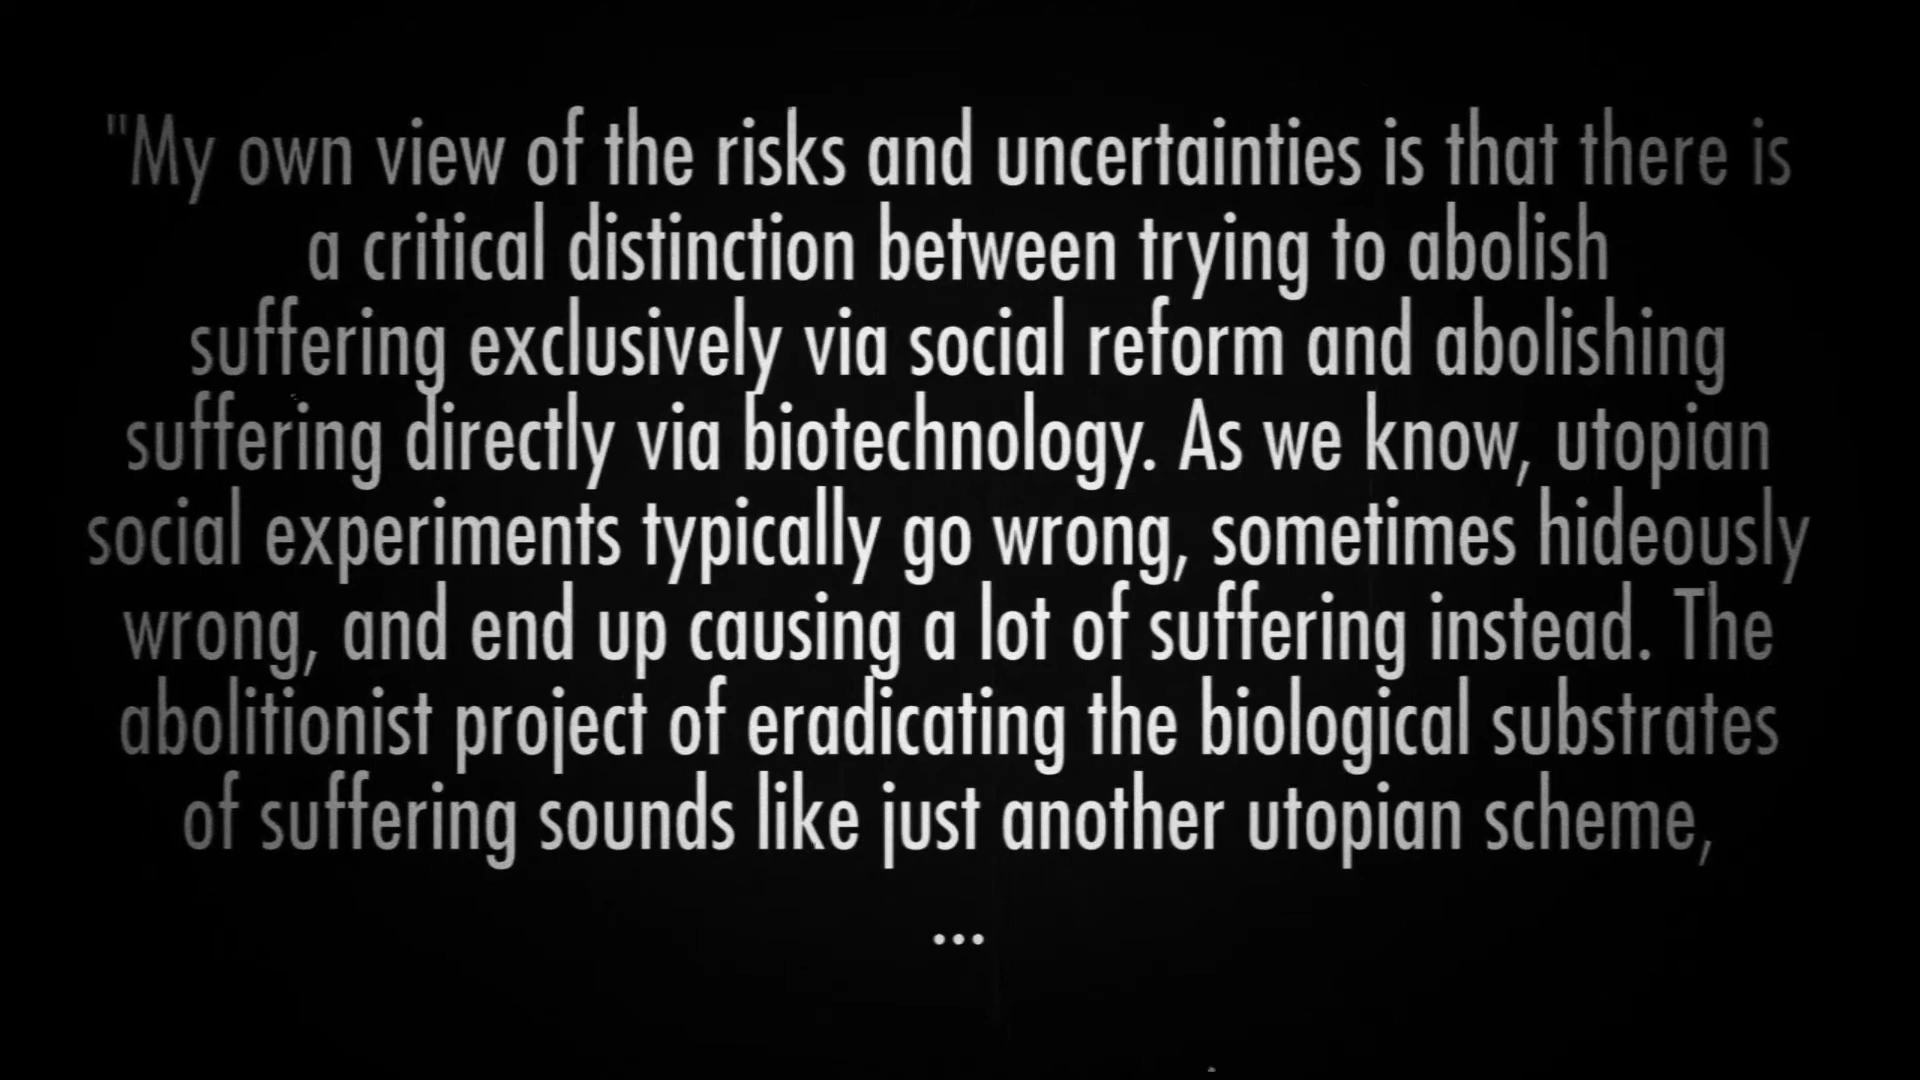 "My own view of the risks and uncertainties is that there is
a critical distinction between trying to abolish
suffering exclusively via social reform and abolishing
suffering directly via biotechnology. As we know, utopian
social experiments typically go wrong, sometimes hideously
wrong, and end up causing a lot of suffering instead. The
abolitionist project of eradicating the biological substrates
of suffering sounds like just another utopian scheme,
...